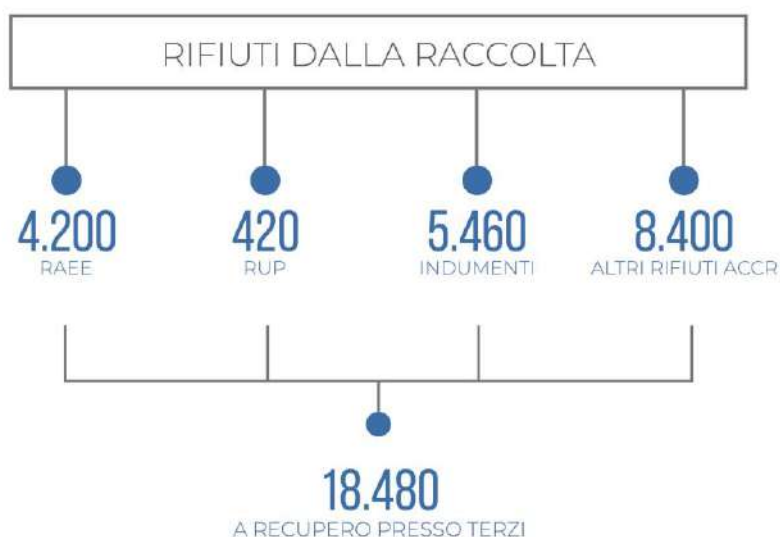 RIFIUTI DALLA RACCOLTA
4.200
RAEE
420
RUP
5.460
INDUMENTI
8.400
ALTRI RIFIUTI ACCR
18.480
A RECUPERO PRESSO TERZI